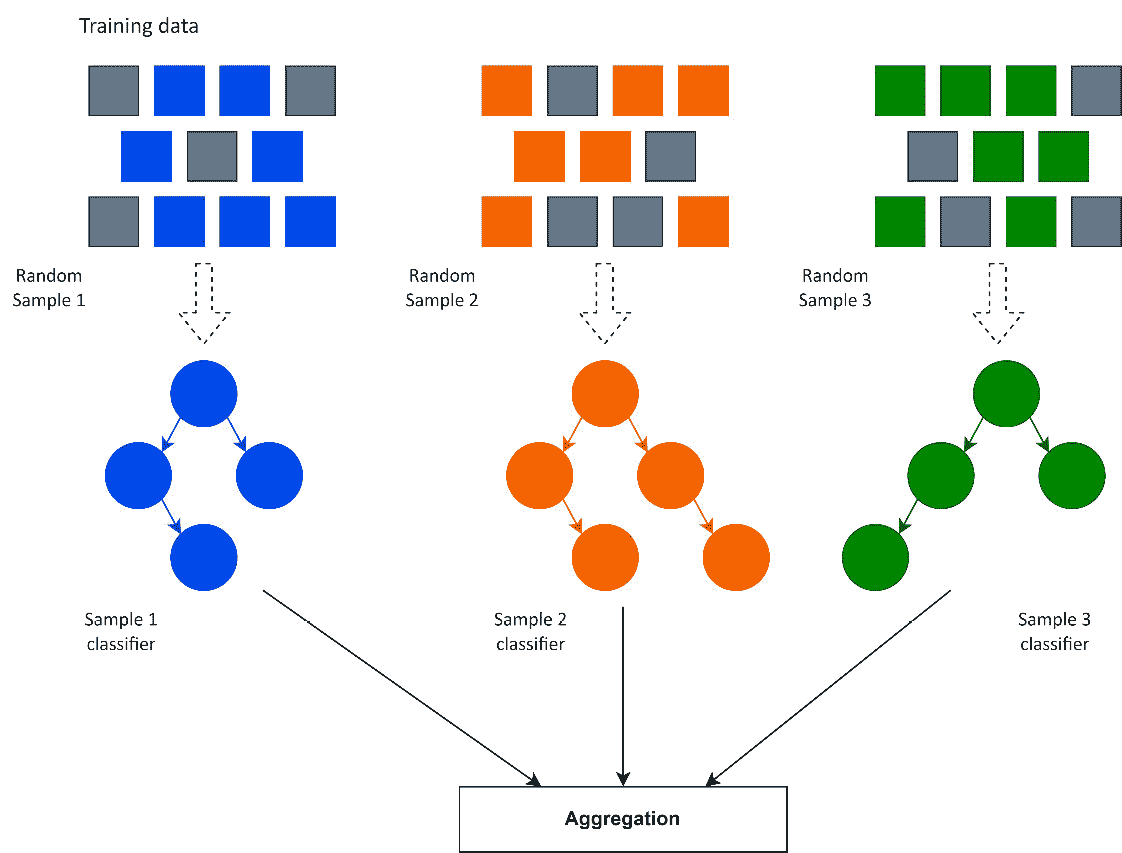 Training data
Random
Sample 1
Random
Sample 2
Random
Sample 3
Sample 1
classifier
Sample 2
classifier
Sample 3
classifier
Aggregation